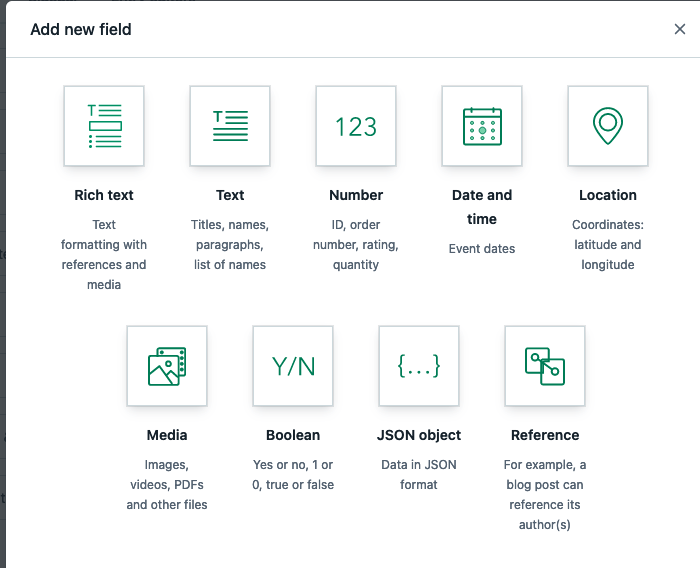 Add new field
Rich text
Text
formatting with
references and
media
Text
Titles, names,
paragraphs,
list of names
123
Number
ID, order
number, rating,
quantity
Date and
time
Event dates
Location
Coordinates:
latitude and
longitude
Media
Images,
videos, PDFs
and other files
Y/N
Boolean
Yes or no, 1 or
0, true or false
{...}
JSON object
Data in JSON
format
Reference
For example, a
blog post can
reference its
author(s)